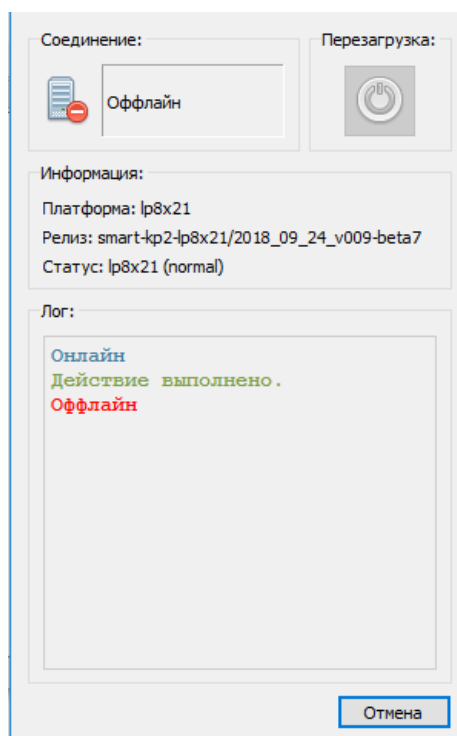 Соединение:
Перезагрузка:
Оффлайн
Информация:
Платформа: lp8x21
Релиз: smart-kp2-lp8x21/2018_09_24_v009-beta7
Статус: lp8x21 (normal)
Лог:
Онлайн
Действие выполнено.
Оффлайн
Отмена